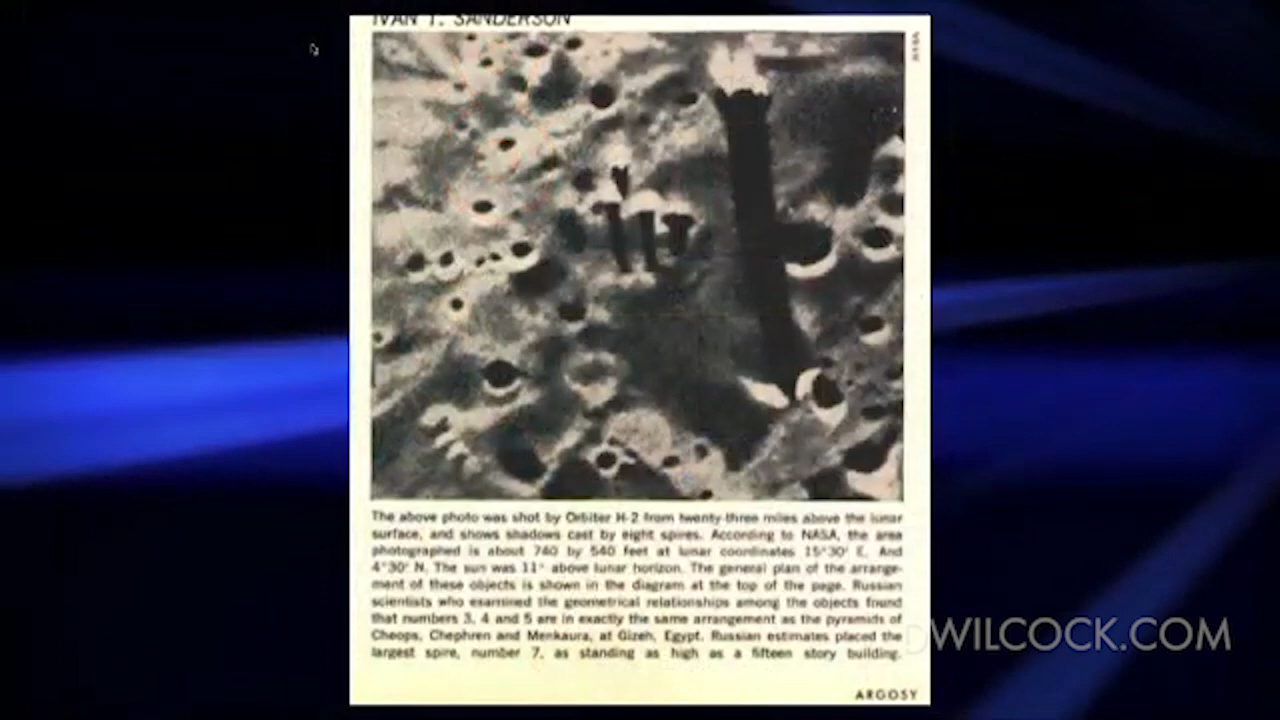 IVAN T. SANDERSON
The above photo was shot by Orbiter H-2 from twenty-three miles above the lunar
surface, and shows shadows cast by eight spires. According to NASA, the area
photographed is about 740 by 540 feet at lunar coordinates 15°30' E. And
4°30' N. The sun was 11° above lunar horizon. The general plan of the arrange-
ment of these objects is shown in the diagram at the top of the page. Russian
scientists who examined the geometrical relationships among the objects found
that numbers 3, 4 and 5 are in exactly the same arrangement as the pyramids of
Cheops, Chephren and Menkaura, at Gizeh, Egypt. Russian estimates placed the
largest spire, number 7, as standing as high as a fifteen story building.
ARGOSY
DWILCOCK.COM